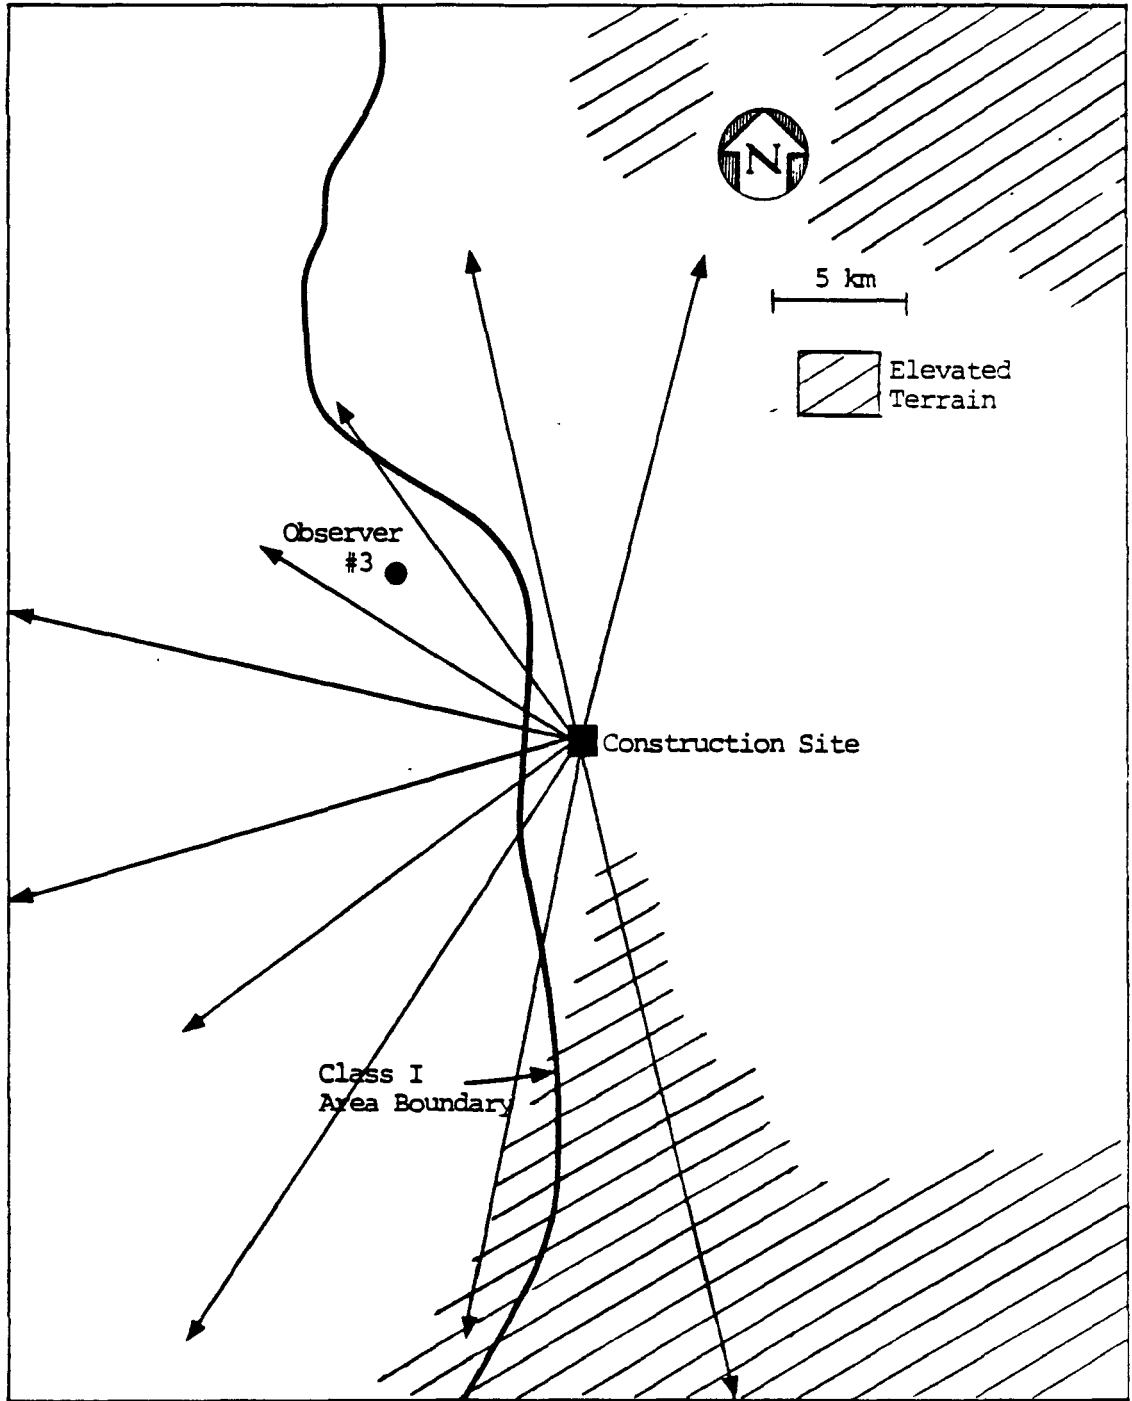 N
5 km
Elevated
Terrain
Observer
#3
Construction Site
Class I
Area Boundary